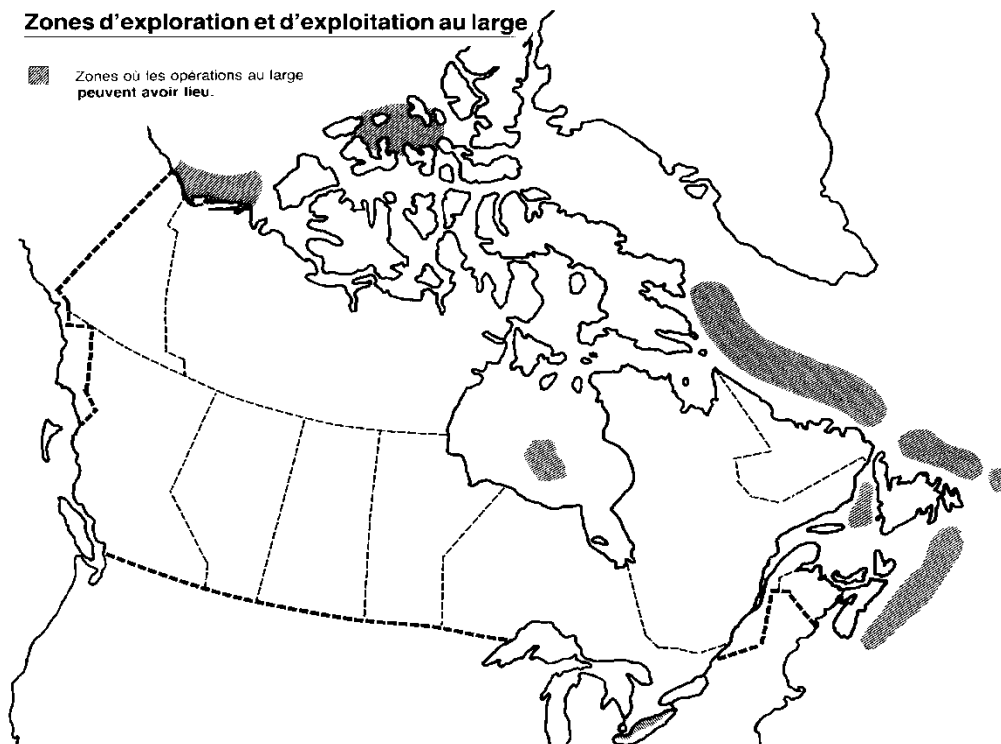 Zones d'exploration et d'exploitation au large
Zones où les opérations au large
peuvent avoir lieu.